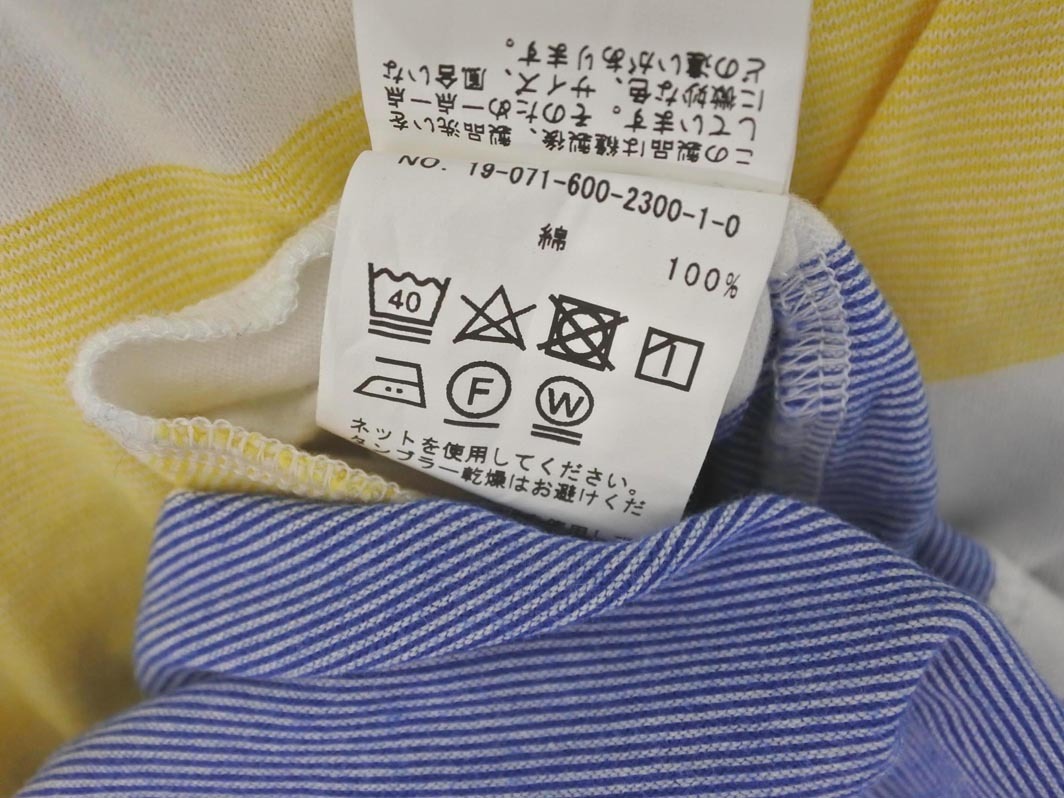 この製品は縫製後、製品洗いを
しています。そのため一点一点
に微妙な色、サイズ、風合いな
どの違いがあります。
NO. 19-071-600-2300-1-0
綿
100%
40
F
W
ネットを使用してください。
タンブラー乾燥はお避けくだ
使用して